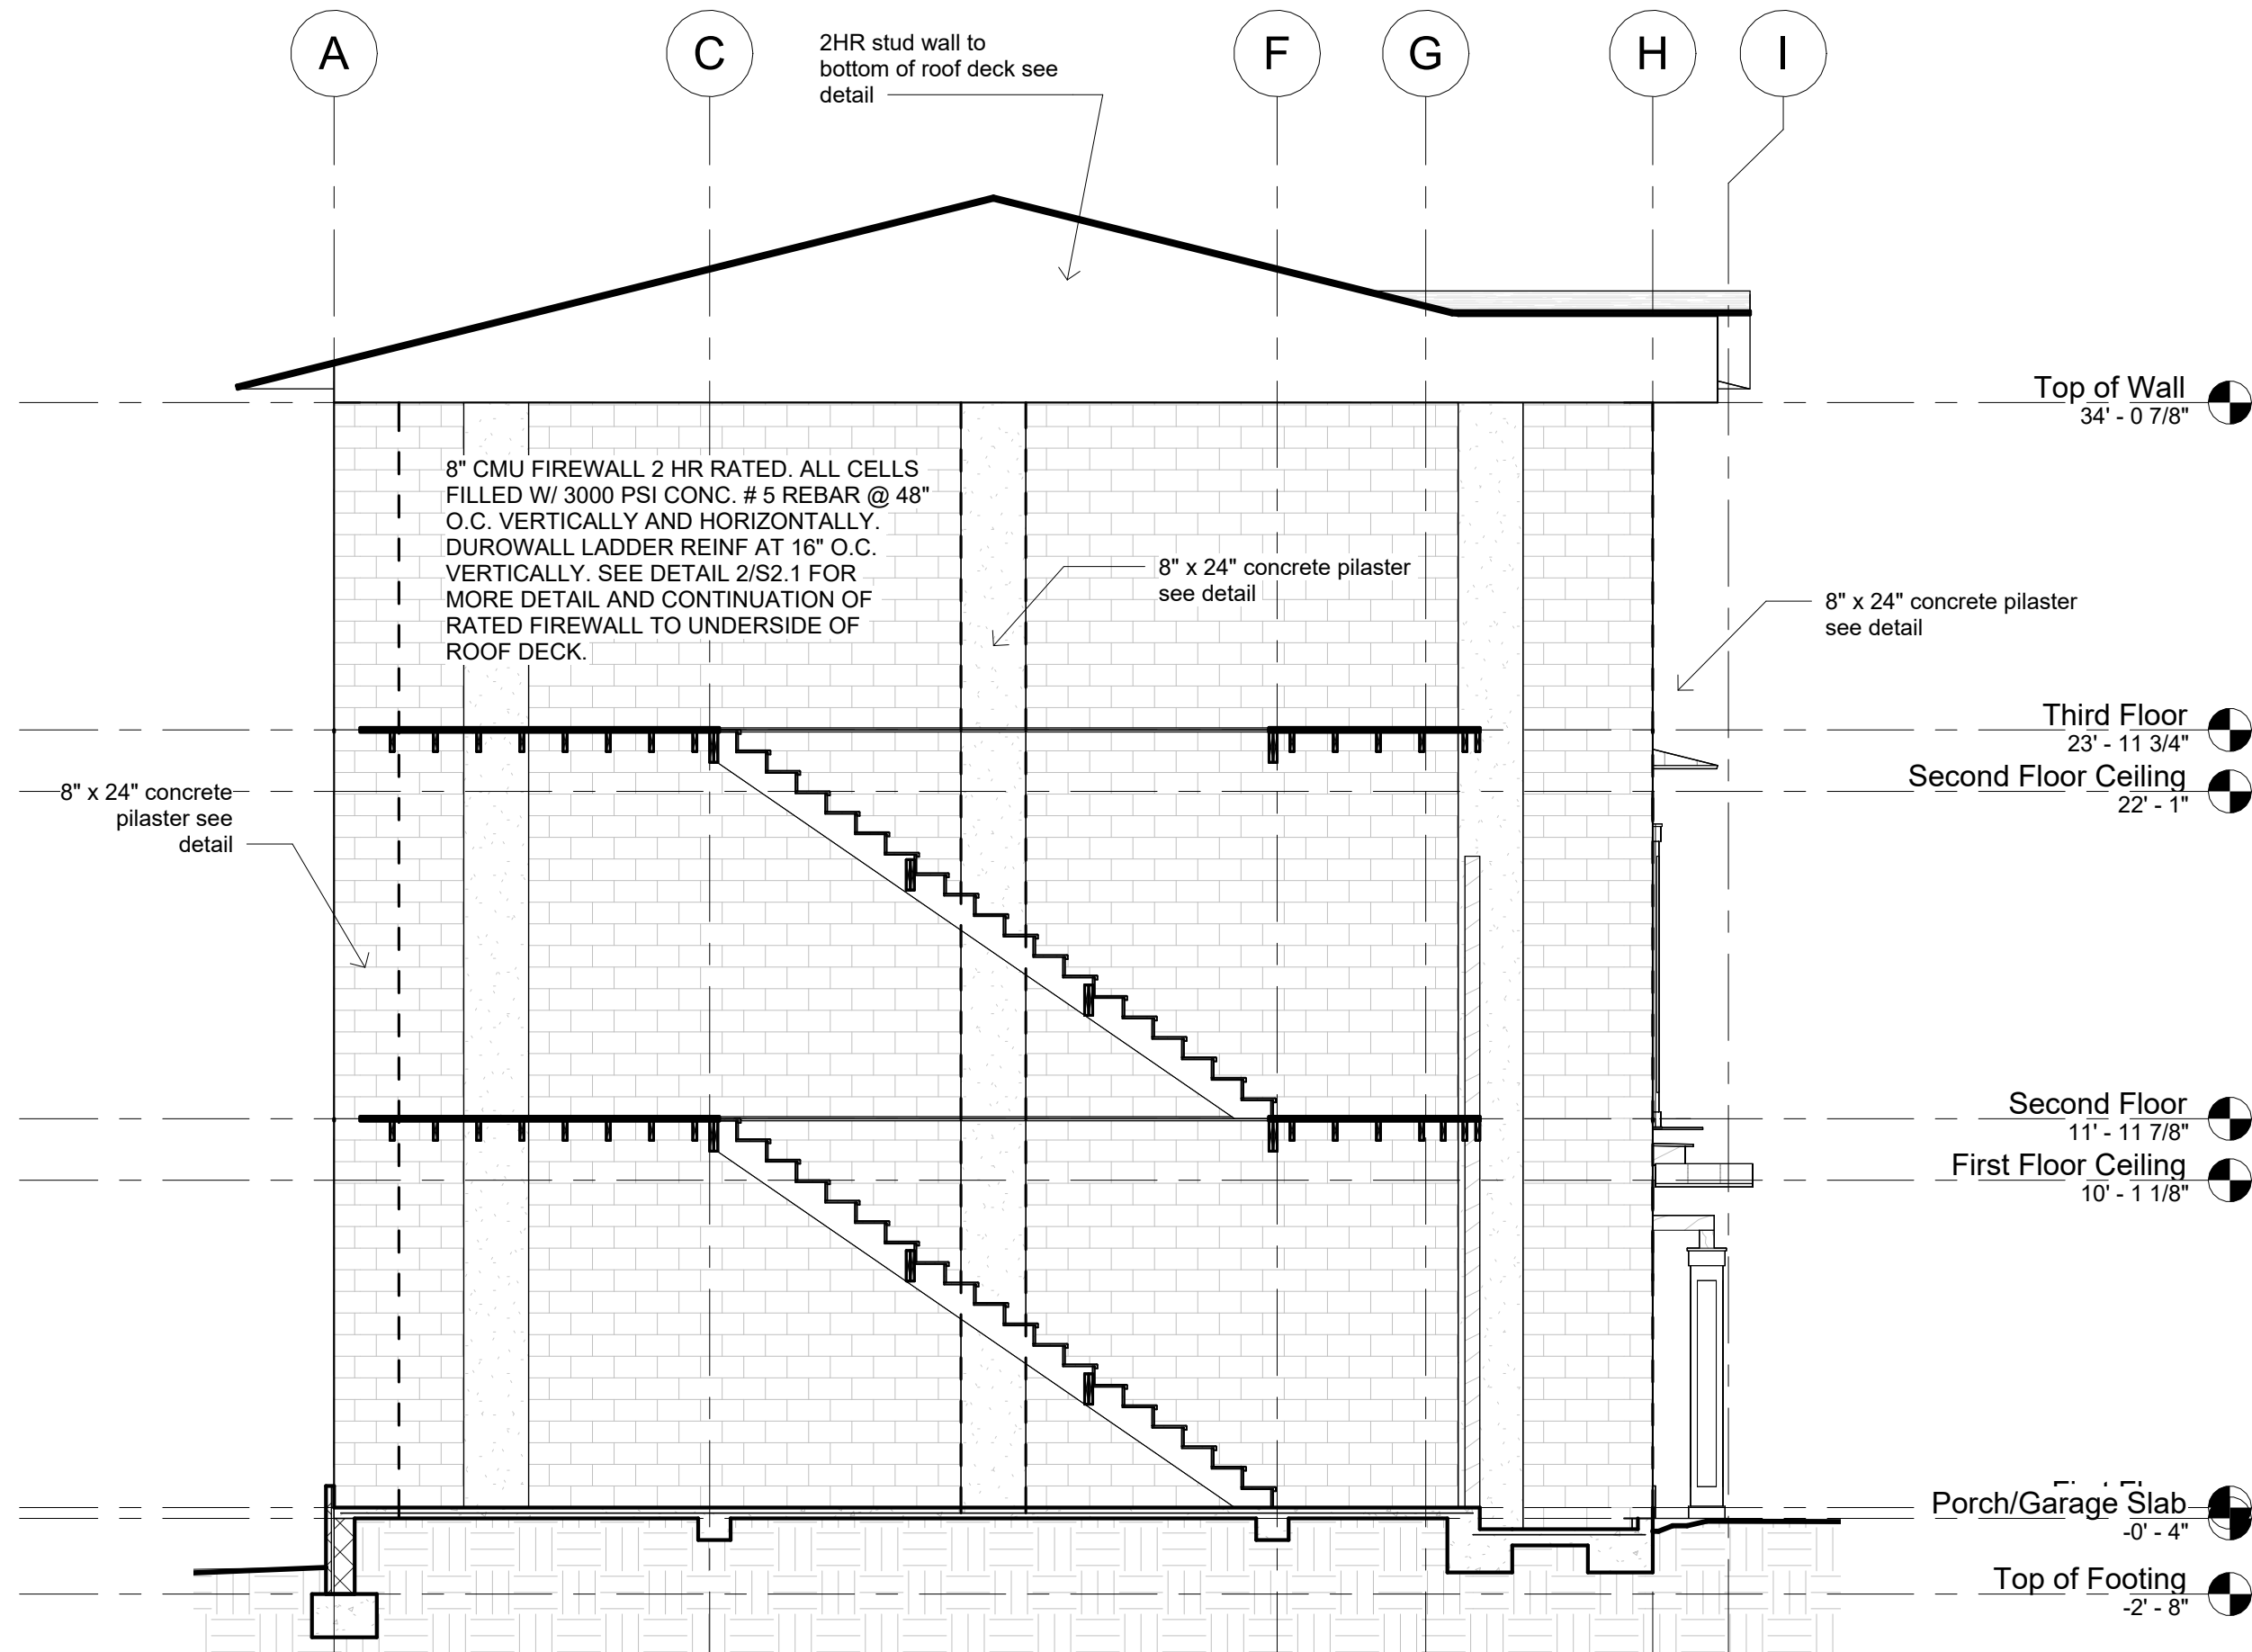 A
C
F
G
H
I
2HR stud wall to
bottom of roof deck see
detail
Top of Wall
34' - 0 7/8"
8" CMU FIREWALL 2 HR RATED. ALL CELLS
FILLED W/ 3000 PSI CONC. # 5 REBAR @ 48"
O.C. VERTICALLY AND HORIZONTALLY.
DUROWALL LADDER REINF AT 16" O.C.
VERTICALLY. SEE DETAIL 2/S2.1 FOR
MORE DETAIL AND CONTINUATION OF
RATED FIREWALL TO UNDERSIDE OF
ROOF DECK.
8" x 24" concrete pilaster
see detail
8" x 24" concrete pilaster
see detail
Third Floor
23' - 11 3/4"
Second Floor Ceiling
22' - 1"
8" x 24" concrete
pilaster see
detail
Second Floor
11' - 11 7/8"
First Floor Ceiling
10' - 1 1/8"
Porch/Garage Slab
-0' - 4"
Top of Footing
-2' - 8"